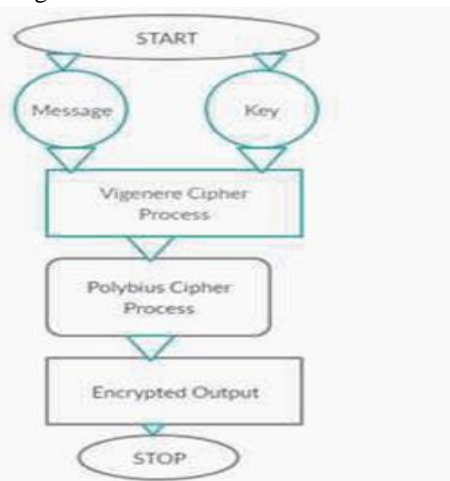 START
Message
Key
Vigenere Cipher
Process
Polybius Cipher
Process
Encrypted Output
STOP